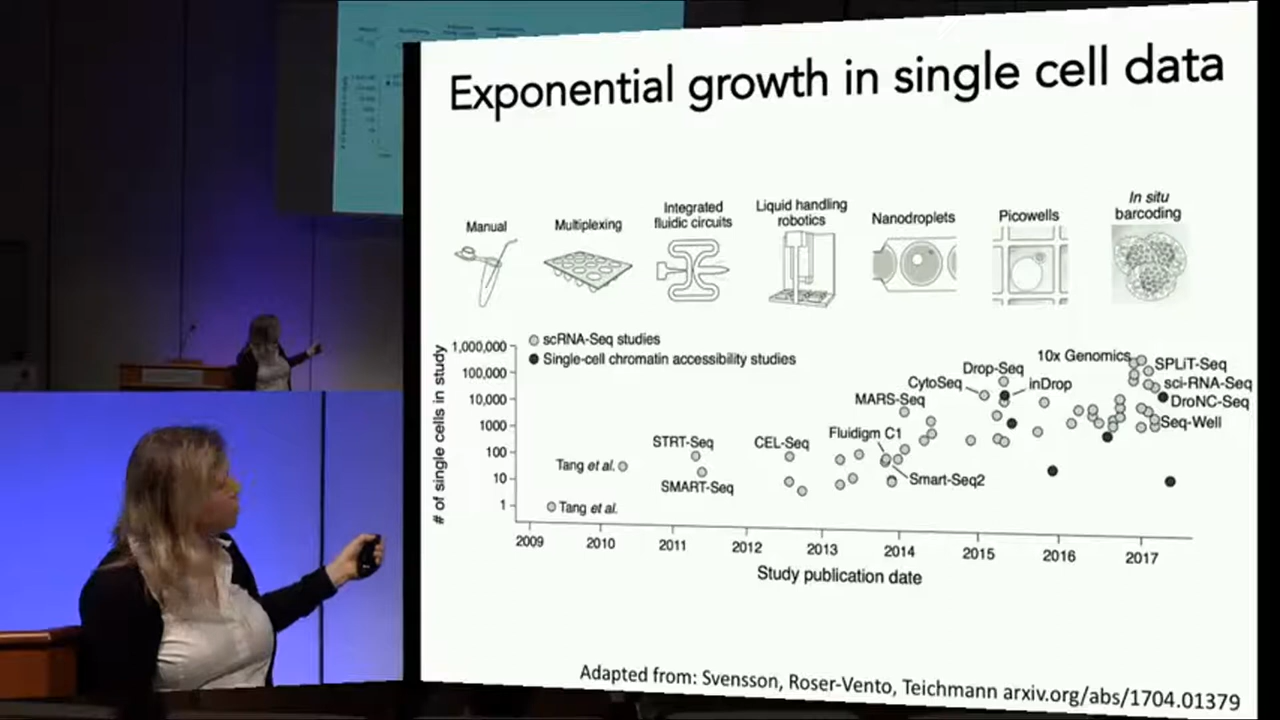 Exponential growth in single cell data
Manual
Multiplexing
Integrated
fluidic circuits
Liquid handling
robotics
Nanodroplets
Picowells
In situ
barcoding
scRNA-Seq studies
Single-cell chromatin accessibility studies
# of single cells in study
1,000,000
100,000
10,000
1000
100
10
1
Tang et al.
Tang et al.
STRT-Seq
SMART-Seq
CEL-Seq
Fluidigm C1
Smart-Seq2
MARS-Seq
CytoSeq
Drop-Seq
inDrop
10x Genomics
SPLiT-Seq
sci-RNA-Seq
DroNC-Seq
Seq-Well
2009 2010 2011 2012 2013 2014 2015 2016 2017
Study publication date
Adapted from: Svensson, Roser-Vento, Teichmann arxiv.org/abs/1704.01379